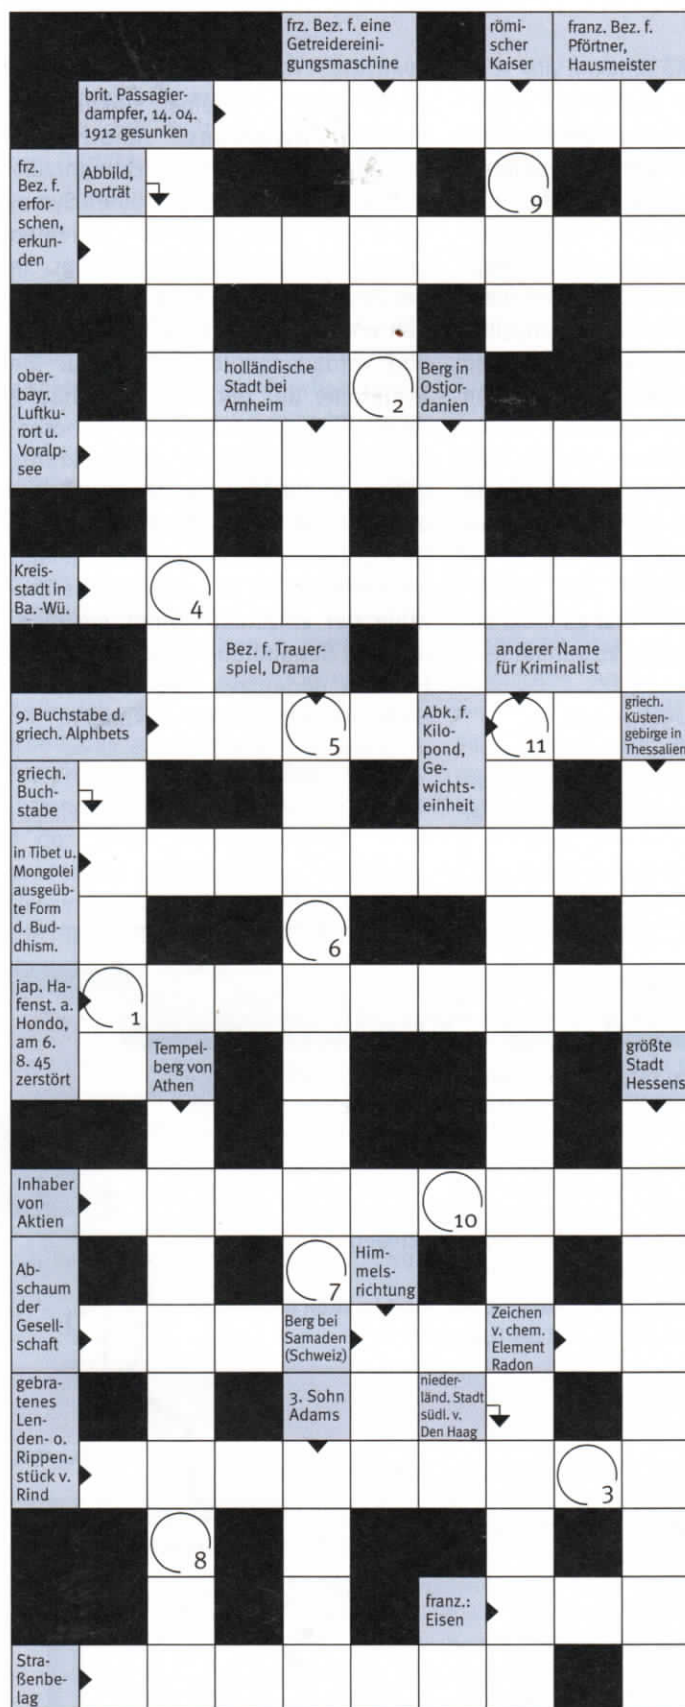 frz. Bez. f. eine
Getreidereini-
gungsmaschine
römi-
scher
Kaiser
franz. Bez. f.
Pförtner,
Hausmeister
brit. Passagier-
dampfer, 14. 04.
1912 gesunken
frz.
Bez. f.
erfor-
schen,
erkun-
den
Abbild,
Porträt
9
ober-
bayr.
Luftku-
rort u.
Voralp-
see
holländische
Stadt bei
Arnheim
2
Berg in
Ostjor-
danien
Kreis-
stadt in
Ba.-Wü.
4
Bez. f. Trauer-
spiel, Drama
anderer Name
für Kriminalist
9. Buchstabe d.
griech. Alphbets
5
Abk. f.
Kilo-
pond,
Ge-
wichts-
einheit
11
griech.
Küsten-
gebirge in
Thessalien
griech.
Buch-
stabe
in Tibet u.
Mongolei
ausgeüb-
te Form
d. Bud-
dhism.
6
jap. Ha-
fenst. a.
Hondo,
am 6.
8. 45
zerstört
1
Tempel-
berg von
Athen
größte
Stadt
Hessens
Inhaber
von
Aktien
10
Ab-
schaum
der
Gesell-
schaft
7
Him-
mels-
richtung
Berg bei
Samaden
(Schweiz)
Zeichen
v. chem.
Element
Radon
gebra-
tenes
Len-
den- o.
Rippen-
stück v.
Rind
3. Sohn
Adams
nieder-
länd. Stadt
südl. v.
Den Haag
3
8
franz.:
Eisen
Stra-
ßenbe-
lag